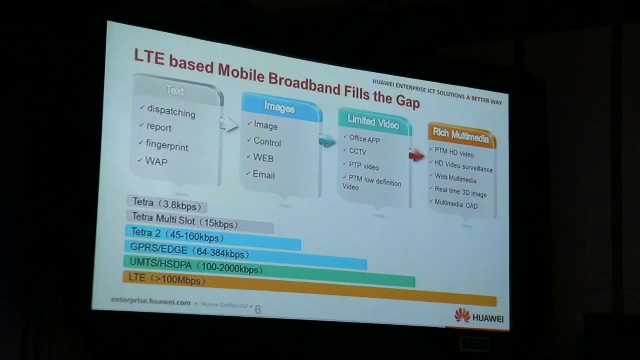 HUAWEI ENTERPRISE ICT SOLUTIONS A BETTER WAY
LTE based Mobile Broadband Fills the Gap
Text
✓ dispatching
✓ report
✓ fingerprint
✓ WAP
Images
✓ Image
✓ Control
✓ WEB
✓ Email
Limited Video
✓ Office APP
✓ CCTV
✓ PTP video
✓ PTM low definition
Video
Rich Multimedia
✓ PTM HD video
✓ HD Video surveillance
✓ Web Multimedia
✓ Real time 3D image
✓ Multimedia CAD
Tetra (3.8kbps)
Tetra Multi Slot (15kbps)
Tetra 2 (45-160kbps)
GPRS/EDGE (64-384kbps)
UMTS/HSDPA (100-2000kbps)
LTE (>100Mbps)
enterprise.huawei.com • Huawei Confidential • 6
HUAWEI